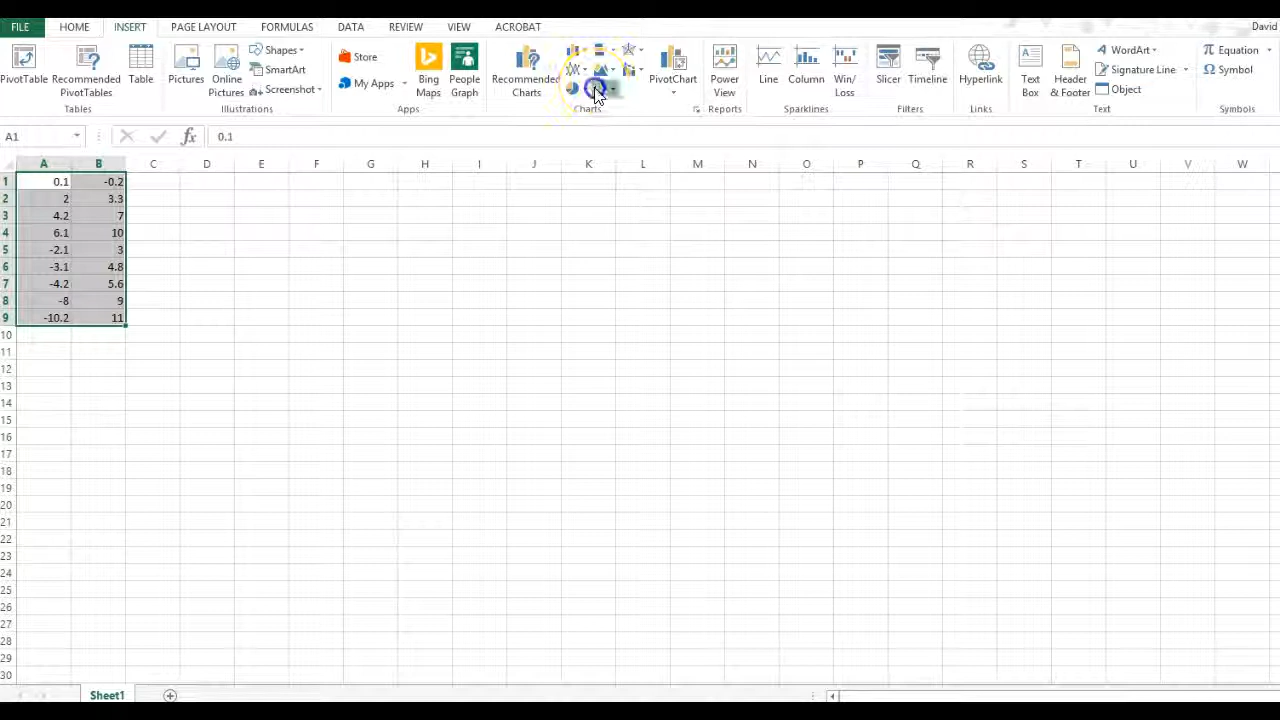 FILE HOME INSERT PAGE LAYOUT FORMULAS DATA REVIEW VIEW ACROBAT David
PivotTable Recommended PivotTables Table Pictures Online Pictures Shapes SmartArt Screenshot Store My Apps Bing Maps People Graph Recommended Charts PivotChart Power View Line Column Win/ Loss Slicer Timeline Hyperlink Text Box Header & Footer WordArt Signature Line Object Equation Symbol
Tables Illustrations Apps Charts Reports Sparklines Filters Links Text Symbols
A1 fx 0.1
A B C D E F G H I J K L M N O P Q R S T U V W
1 0.1 -0.2
2 2 3.3
3 4.2 7
4 6.1 10
5 -2.1 3
6 -3.1 4.8
7 -4.2 5.6
8 -8 9
9 -10.2 11
10
11
12
13
14
15
16
17
18
19
20
21
22
23
24
25
26
27
28
29
30
Sheet1